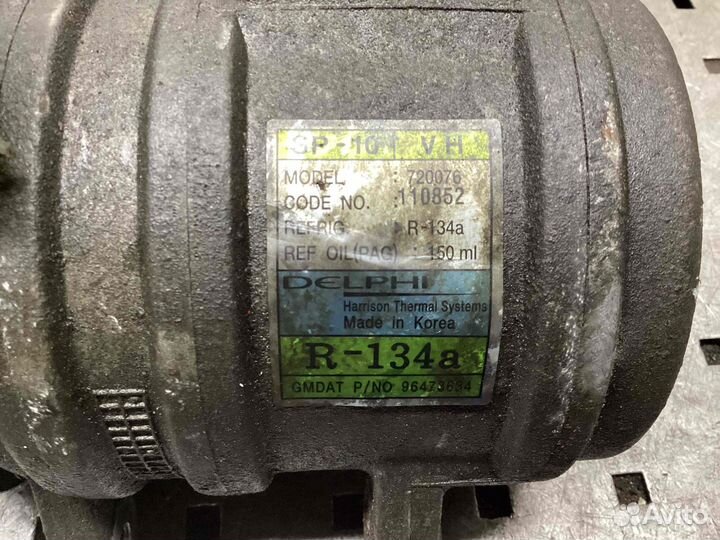 SP-10 VH
MODEL : 720076
CODE NO. : 110852
REFRIG : R-134a
REF OIL(PAG) : 150 ml
DELPHI
Harrison Thermal Systems
Made in Korea
R-134a
GMDAT P/NO 96473634
Avito